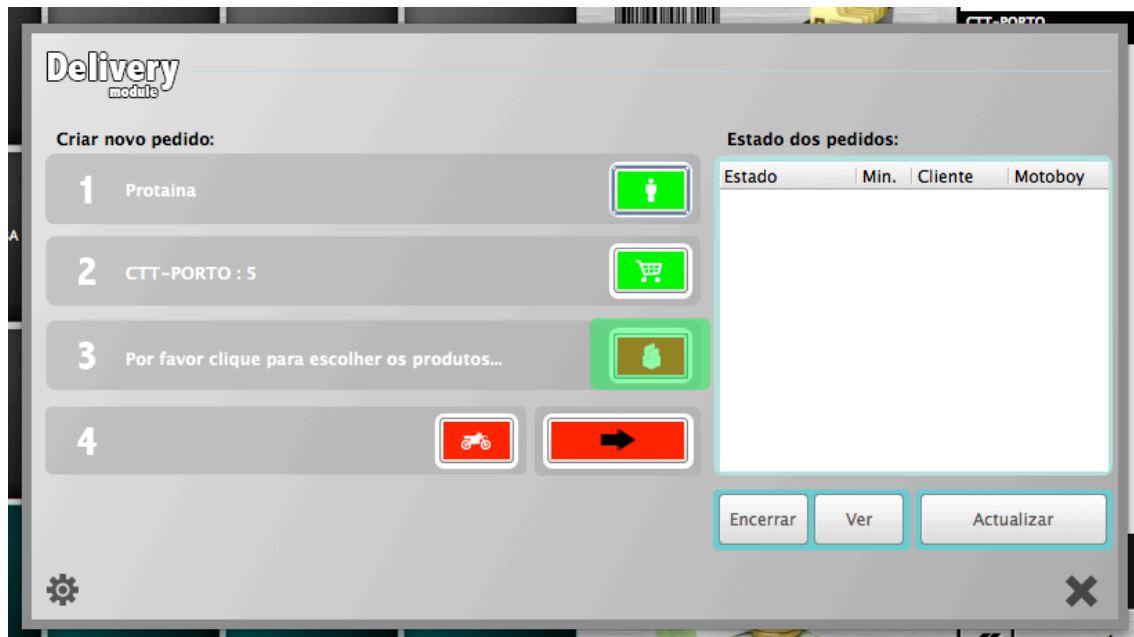 CTT-PORTO
Delivery
module
Criar novo pedido:
1 Protaina
2 CTT-PORTO : 5
3 Por favor clique para escolher os produtos...
4
Estado dos pedidos:
Estado Min. Cliente Motoboy
Encerrar Ver Actualizar